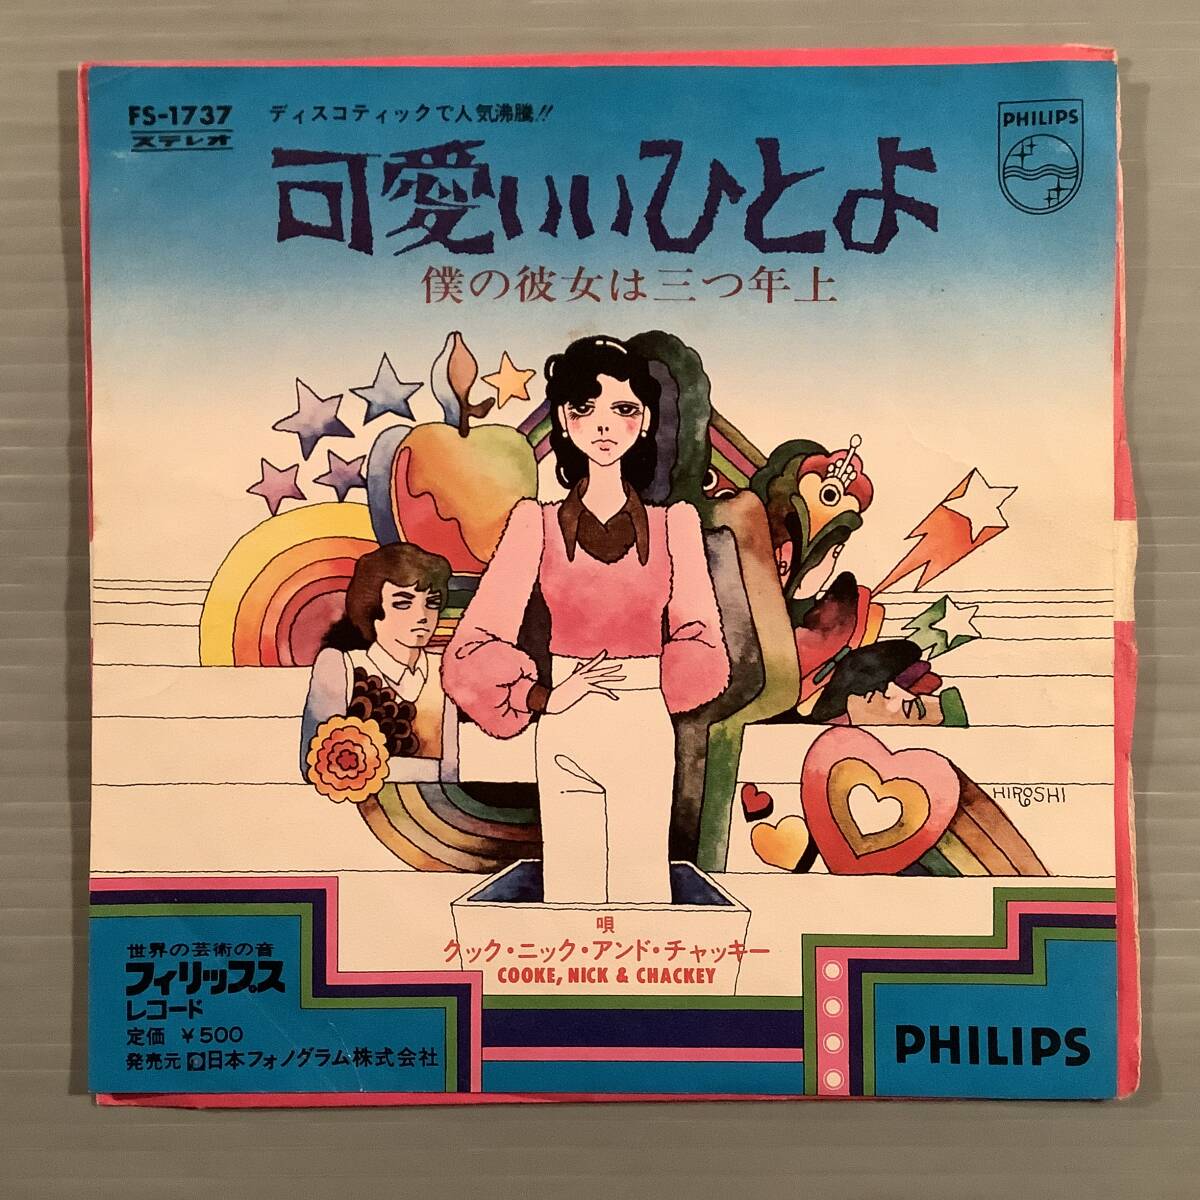 FS-1737
ステレオ
ディスコティックで人気沸騰!!
PHILIPS
可愛いいひとよ
僕の彼女は三つ年上
HIROSHI
唄
クック・ニック・アンド・チャッキー
COOKE, NICK & CHACKEY
世界の芸術の音
フィリップス
レコード
定価 ¥500
発売元 日本フォノグラム株式会社
PHILIPS